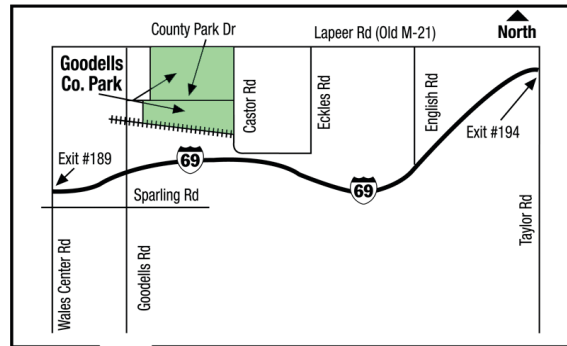 County Park Dr
Lapeer Rd (Old M-21)
North
Goodells
Co. Park
Castor Rd
Eckles Rd
English Rd
Exit #194
Exit #189
69
69
Sparling Rd
Wales Center Rd
Goodells Rd
Taylor Rd